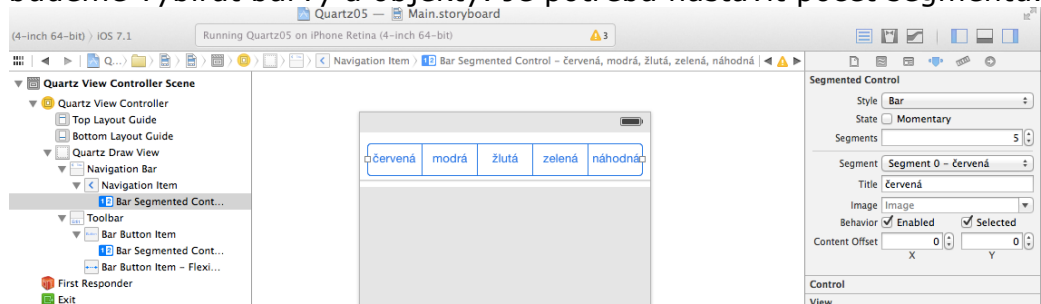 budeme vybírat barvy a objekty. Je potřeba nastavit počet segmentů.
Quartz05 — Main.storyboard
(4-inch 64-bit) › iOS 7.1
Running Quartz05 on iPhone Retina (4-inch 64-bit)
3
Q...
Navigation Item › Bar Segmented Control – červená, modrá, žlutá, zelená, náhodná
Quartz View Controller Scene
Quartz View Controller
Top Layout Guide
Bottom Layout Guide
Quartz Draw View
Navigation Bar
Navigation Item
Bar Segmented Cont...
Toolbar
Bar Button Item
Bar Segmented Cont...
Bar Button Item – Flexi...
First Responder
Exit
červená modrá žlutá zelená náhodná
Segmented Control
Style Bar
State Momentary
Segments 5
Segment Segment 0 – červená
Title červená
Image Image
Behavior Enabled Selected
Content Offset 0 0
X Y
Control
View